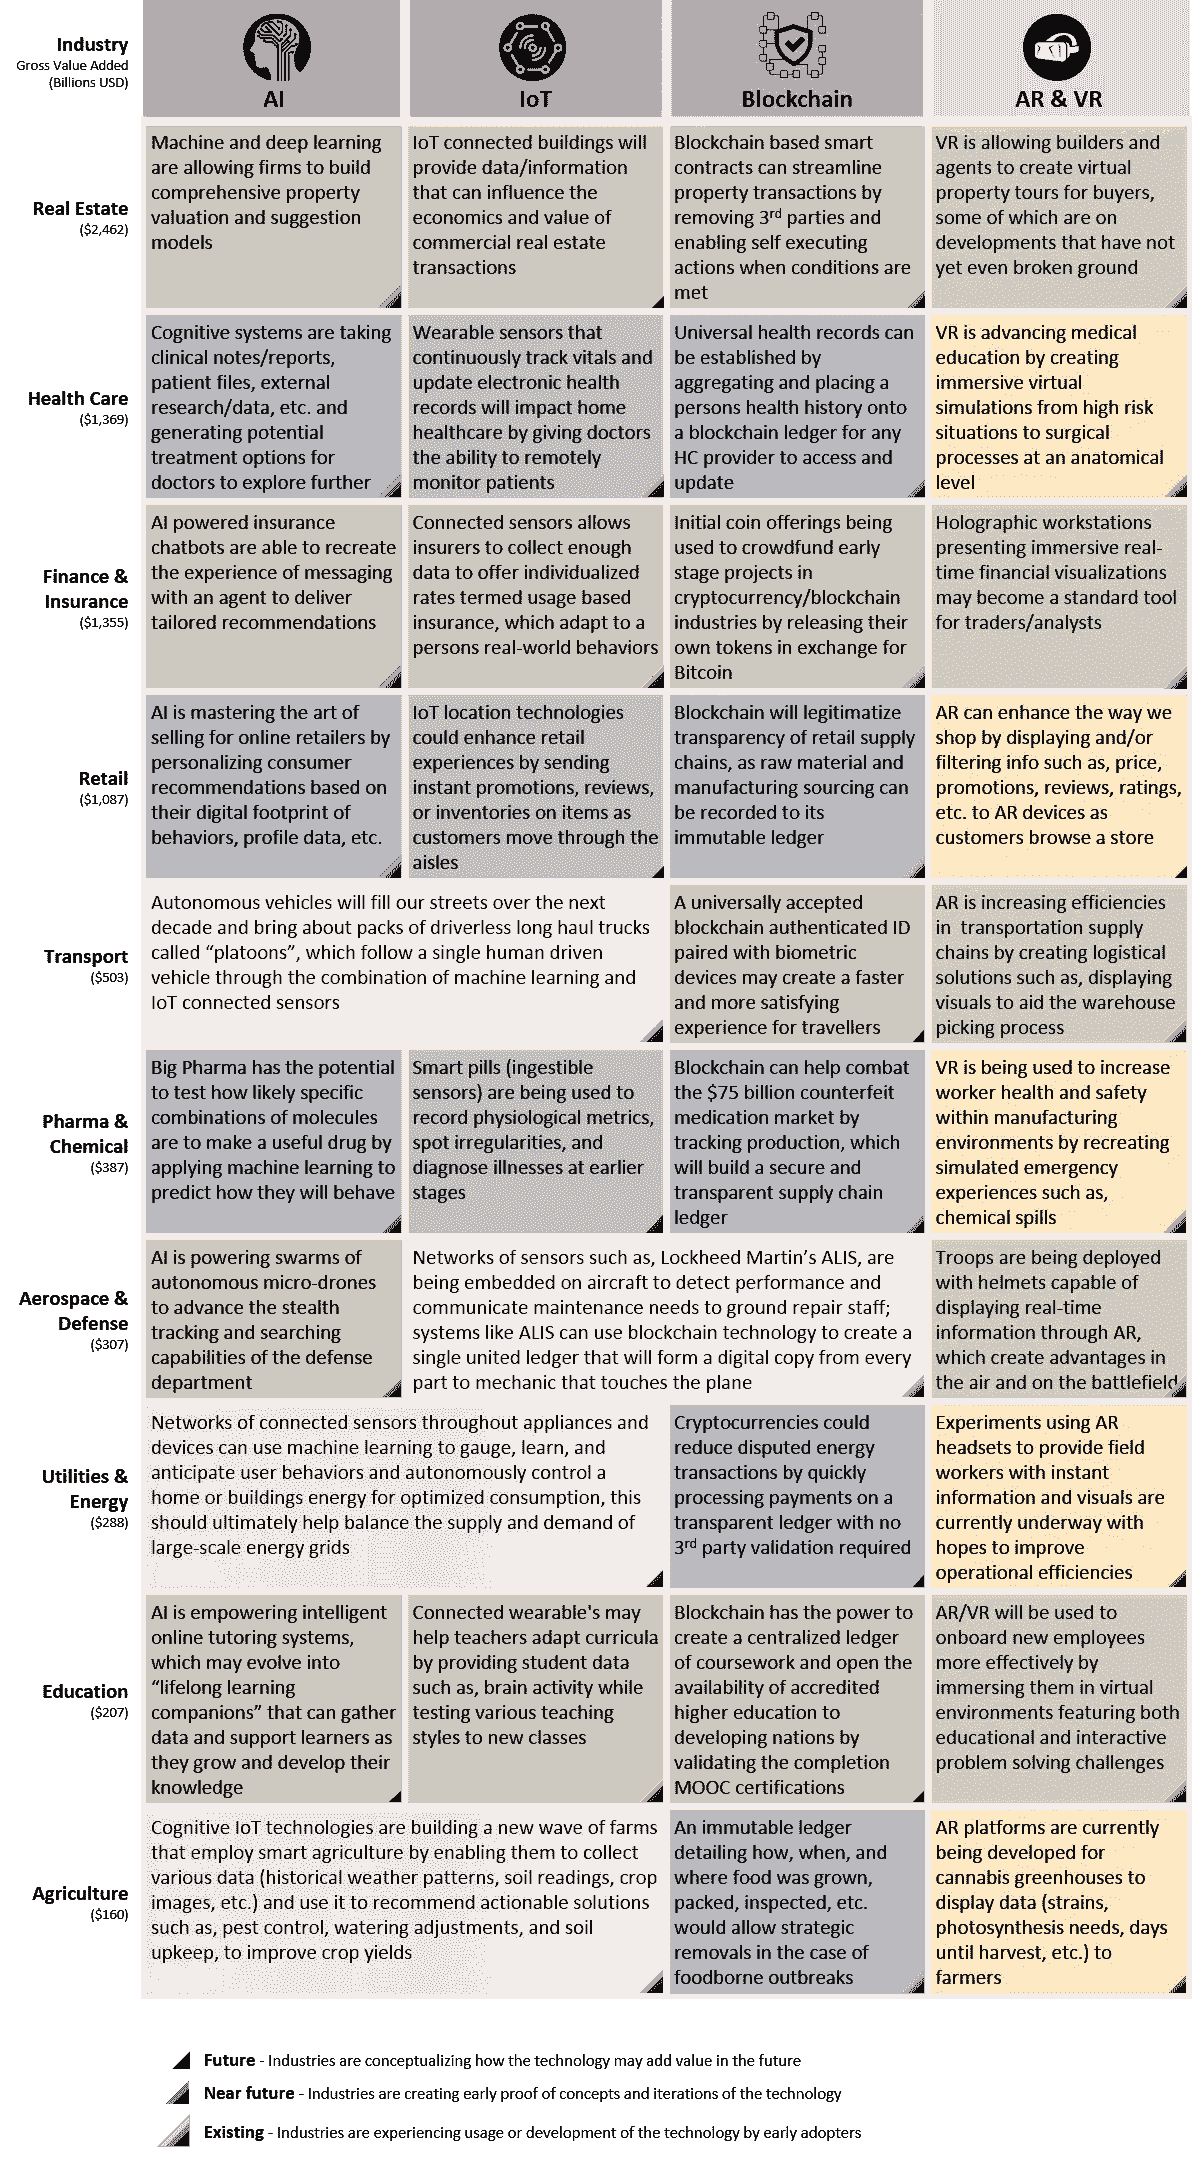 Industry
Gross Value Added
(Billions USD)
AI
IoT
Blockchain
AR & VR
Real Estate
($2,462)
Machine and deep learning
are allowing firms to build
comprehensive property
valuation and suggestion
models
IoT connected buildings will
provide data/information
that can influence the
economics and value of
commercial real estate
transactions
Blockchain based smart
contracts can streamline
property transactions by
removing 3rd parties and
enabling self executing
actions when conditions are
met
VR is allowing builders and
agents to create virtual
property tours for buyers,
some of which are on
developments that have not
yet even broken ground
Health Care
($1,369)
Cognitive systems are taking
clinical notes/reports,
patient files, external
research/data, etc. and
generating potential
treatment options for
doctors to explore further
Wearable sensors that
continuously track vitals and
update electronic health
records will impact home
healthcare by giving doctors
the ability to remotely
monitor patients
Universal health records can
be established by
aggregating and placing a
persons health history onto
a blockchain ledger for any
HC provider to access and
update
VR is advancing medical
education by creating
immersive virtual
simulations from high risk
situations to surgical
processes at an anatomical
level
Finance &
Insurance
($1,355)
AI powered insurance
chatbots are able to recreate
the experience of messaging
with an agent to deliver
tailored recommendations
Connected sensors allows
insurers to collect enough
data to offer individualized
rates termed usage based
insurance, which adapt to a
persons real-world behaviors
Initial coin offerings being
used to crowdfund early
stage projects in
cryptocurrency/blockchain
industries by releasing their
own tokens in exchange for
Bitcoin
Holographic workstations
presenting immersive real-
time financial visualizations
may become a standard tool
for traders/analysts
Retail
($1,087)
AI is mastering the art of
selling for online retailers by
personalizing consumer
recommendations based on
their digital footprint of
behaviors, profile data, etc.
IoT location technologies
could enhance retail
experiences by sending
instant promotions, reviews,
or inventories on items as
customers move through the
aisles
Blockchain will legitimatize
transparency of retail supply
chains, as raw material and
manufacturing sourcing can
be recorded to its
immutable ledger
AR can enhance the way we
shop by displaying and/or
filtering info such as, price,
promotions, reviews, ratings,
etc. to AR devices as
customers browse a store
Transport
($503)
Autonomous vehicles will fill our streets over the next
decade and bring about packs of driverless long haul trucks
called “platoons”, which follow a single human driven
vehicle through the combination of machine learning and
IoT connected sensors
A universally accepted
blockchain authenticated ID
paired with biometric
devices may create a faster
and more satisfying
experience for travellers
AR is increasing efficiencies
in transportation supply
chains by creating logistical
solutions such as, displaying
visuals to aid the warehouse
picking process
Pharma &
Chemical
($387)
Big Pharma has the potential
to test how likely specific
combinations of molecules
are to make a useful drug by
applying machine learning to
predict how they will behave
Smart pills (ingestible
sensors) are being used to
record physiological metrics,
spot irregularities, and
diagnose illnesses at earlier
stages
Blockchain can help combat
the $75 billion counterfeit
medication market by
tracking production, which
will build a secure and
transparent supply chain
ledger
VR is being used to increase
worker health and safety
within manufacturing
environments by recreating
simulated emergency
experiences such as,
chemical spills
Aerospace &
Defense
($307)
AI is powering swarms of
autonomous micro-drones
to advance the stealth
tracking and searching
capabilities of the defense
department
Networks of sensors such as, Lockheed Martin’s ALIS, are
being embedded on aircraft to detect performance and
communicate maintenance needs to ground repair staff;
systems like ALIS can use blockchain technology to create a
single united ledger that will form a digital copy from every
part to mechanic that touches the plane
Troops are being deployed
with helmets capable of
displaying real-time
information through AR,
which create advantages in
the air and on the battlefield
Utilities &
Energy
($288)
Networks of connected sensors throughout appliances and
devices can use machine learning to gauge, learn, and
anticipate user behaviors and autonomously control a
home or buildings energy for optimized consumption, this
should ultimately help balance the supply and demand of
large-scale energy grids
Cryptocurrencies could
reduce disputed energy
transactions by quickly
processing payments on a
transparent ledger with no
3rd party validation required
Experiments using AR
headsets to provide field
workers with instant
information and visuals are
currently underway with
hopes to improve
operational efficiencies
Education
($207)
AI is empowering intelligent
online tutoring systems,
which may evolve into
“lifelong learning
companions” that can gather
data and support learners as
they grow and develop their
knowledge
Connected wearable's may
help teachers adapt curricula
by providing student data
such as, brain activity while
testing various teaching
styles to new classes
Blockchain has the power to
create a centralized ledger
of coursework and open the
availability of accredited
higher education to
developing nations by
validating the completion
MOOC certifications
AR/VR will be used to
onboard new employees
more effectively by
immersing them in virtual
environments featuring both
educational and interactive
problem solving challenges
Agriculture
($160)
Cognitive IoT technologies are building a new wave of farms
that employ smart agriculture by enabling them to collect
various data (historical weather patterns, soil readings, crop
images, etc.) and use it to recommend actionable solutions
such as, pest control, watering adjustments, and soil
upkeep, to improve crop yields
An immutable ledger
detailing how, when, and
where food was grown,
packed, inspected, etc.
would allow strategic
removals in the case of
foodborne outbreaks
AR platforms are currently
being developed for
cannabis greenhouses to
display data (strains,
photosynthesis needs, days
until harvest, etc.) to
farmers
Future - Industries are conceptualizing how the technology may add value in the future
Near future - Industries are creating early proof of concepts and iterations of the technology
Existing - Industries are experiencing usage or development of the technology by early adopters